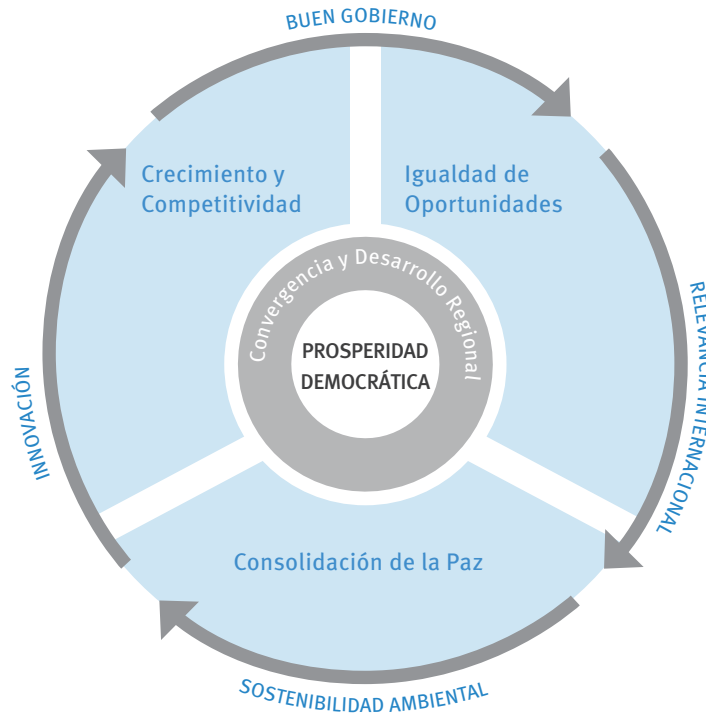 BUEN GOBIERNO
Crecimiento y
Competitividad
Igualdad de
Oportunidades
Convergencia y Desarrollo Regional
PROSPERIDAD
DEMOCRÁTICA
RELEVANCIA INTERNACIONAL
INNOVACIÓN
Consolidación de la Paz
SOSTENIBILIDAD AMBIENTAL